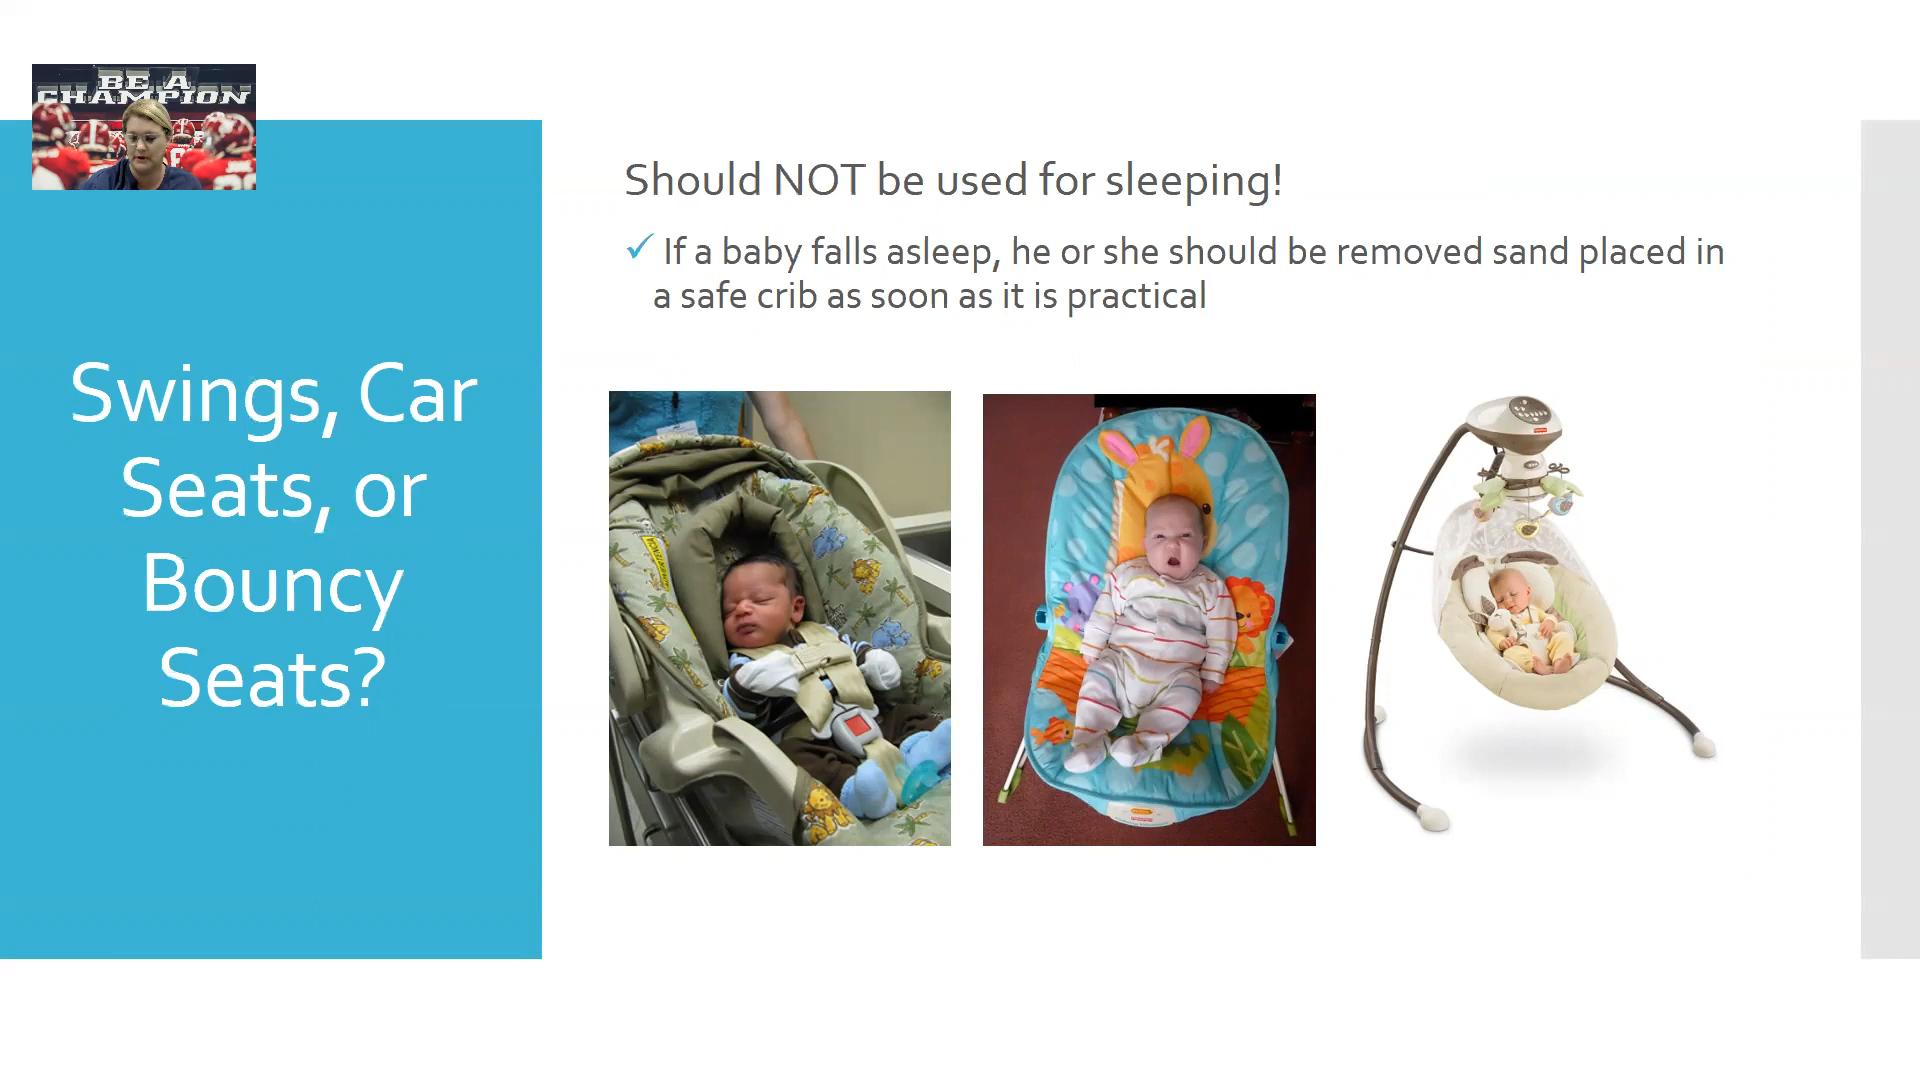 BE A
CHAMPION
Should NOT be used for sleeping!
If a baby falls asleep, he or she should be removed sand placed in
a safe crib as soon as it is practical
Swings, Car
Seats, or
Bouncy
Seats?